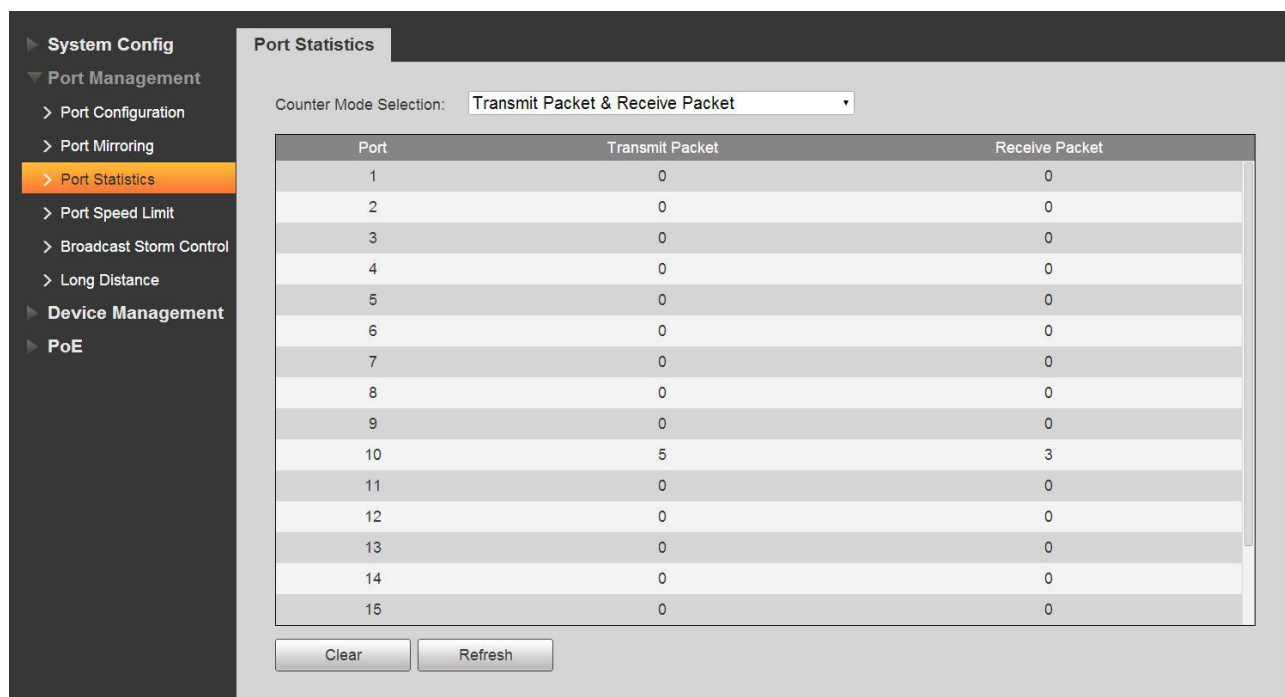 System Config
Port Management
> Port Configuration
> Port Mirroring
> Port Statistics
> Port Speed Limit
> Broadcast Storm Control
> Long Distance
Device Management
PoE
Port Statistics
Counter Mode Selection: Transmit Packet & Receive Packet
Port Transmit Packet Receive Packet
1 0 0
2 0 0
3 0 0
4 0 0
5 0 0
6 0 0
7 0 0
8 0 0
9 0 0
10 5 3
11 0 0
12 0 0
13 0 0
14 0 0
15 0 0
Clear Refresh